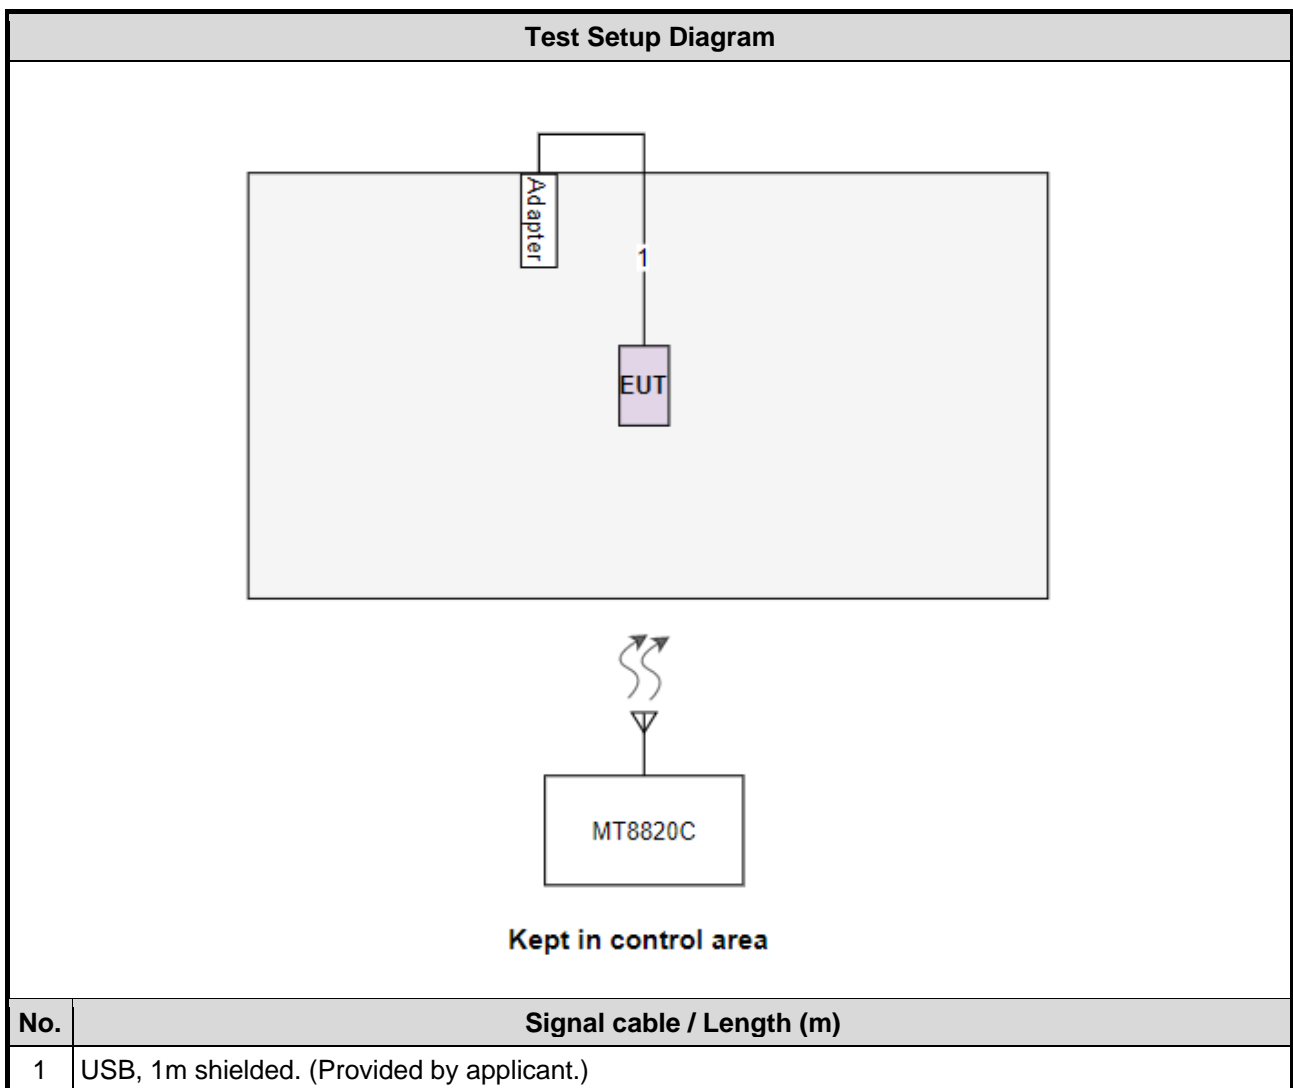 Test Setup Diagram
Adapter
1
EUT
MT8820C
Kept in control area
No. Signal cable / Length (m)
1 USB, 1m shielded. (Provided by applicant.)